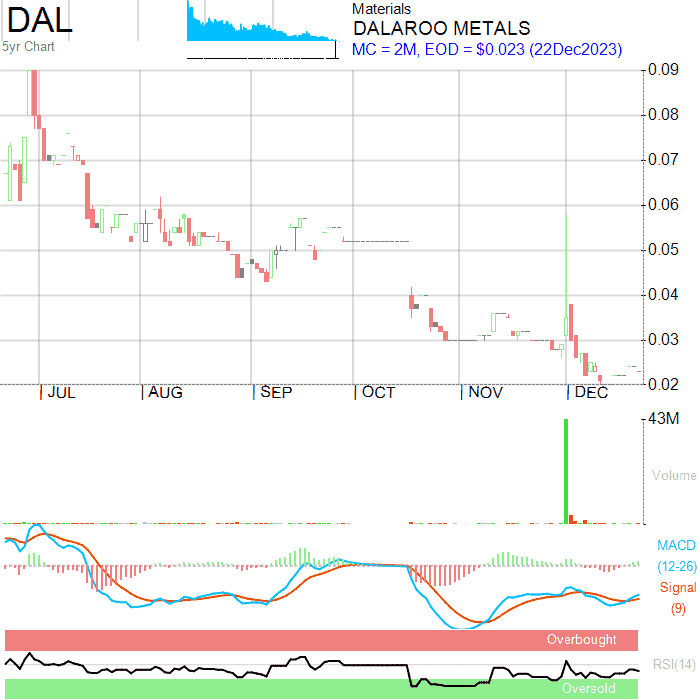 DAL
5yr Chart
Materials
DALAROO METALS
MC = 2M, EOD = $0.023 (22Dec2023)
0.09
0.08
0.07
0.06
0.05
0.04
0.03
0.02
JUL
AUG
SEP
OCT
NOV
DEC
43M
Volume
MACD
(12-26)
Signal
(9)
Overbought
RSI(14)
Oversold